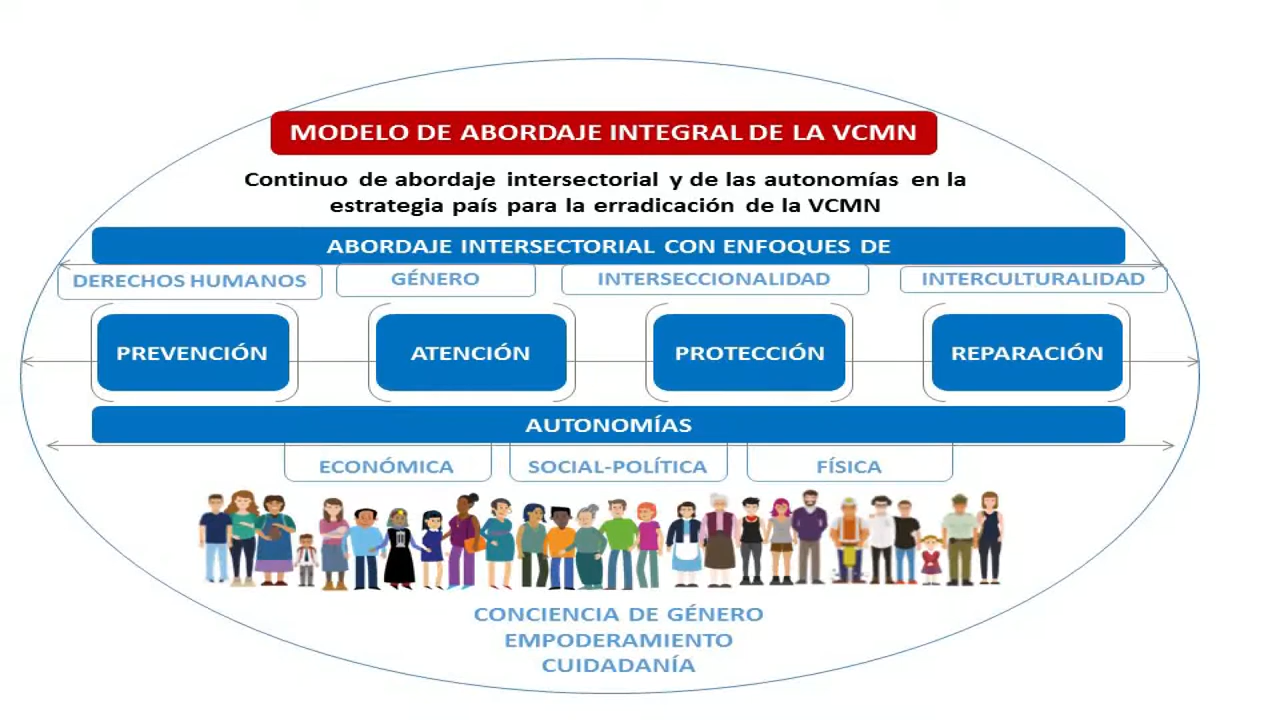 MODELO DE ABORDAJE INTEGRAL DE LA VCMN
Continuo de abordaje intersectorial y de las autonomías en la
estrategia país para la erradicación de la VCMN
ABORDAJE INTERSECTORIAL CON ENFOQUES DE
DERECHOS HUMANOS GÉNERO INTERSECCIONALIDAD INTERCULTURALIDAD
PREVENCIÓN ATENCIÓN PROTECCIÓN REPARACIÓN
AUTONOMÍAS
ECONÓMICA SOCIAL-POLÍTICA FÍSICA
CONCIENCIA DE GÉNERO
EMPODERAMIENTO
CUIDADANÍA